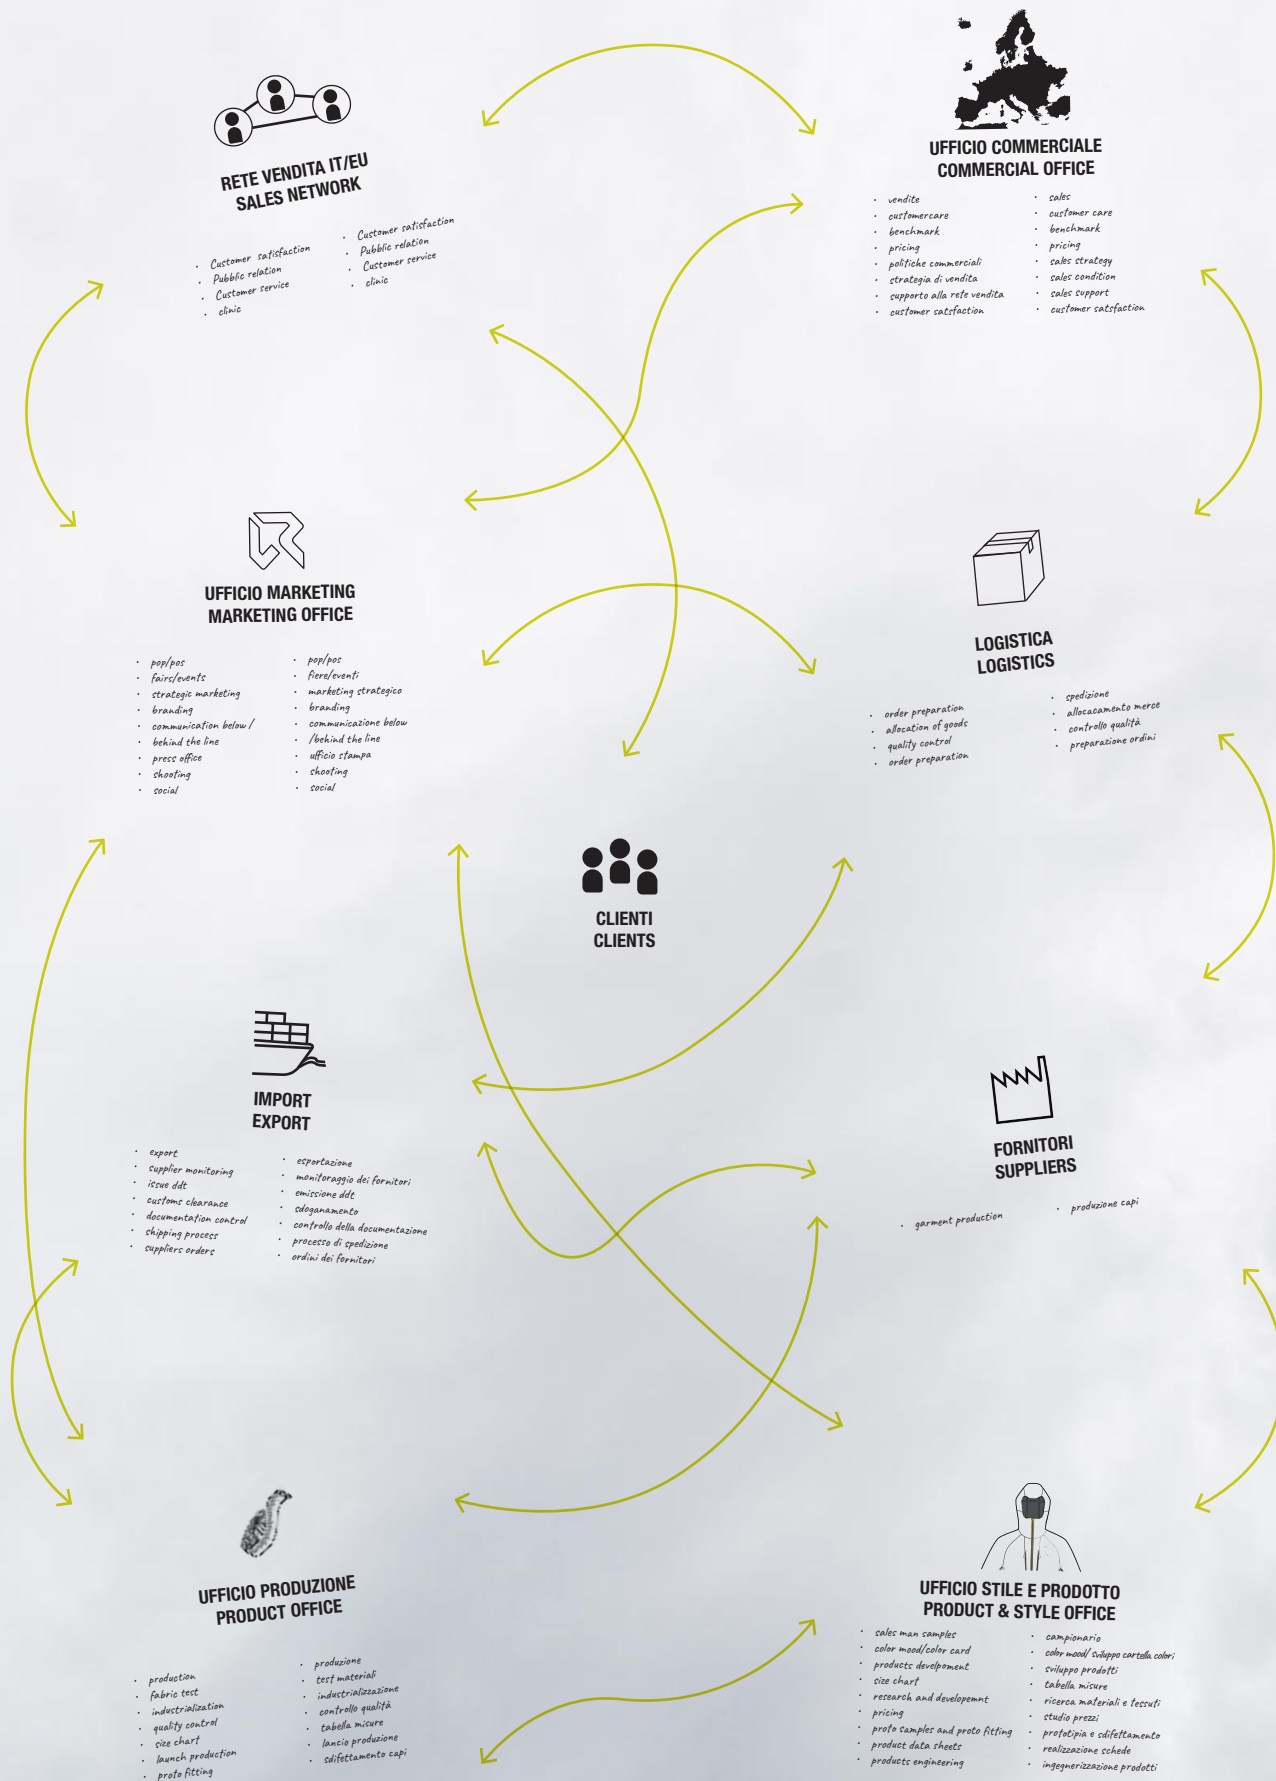 RETE VENDITA IT/EU
SALES NETWORK
• Customer satisfaction
• Pubblic relation
• Customer service
• clinic
• Customer satisfaction
• Pubblic relation
• Customer service
• clinic
UFFICIO COMMERCIALE
COMMERCIAL OFFICE
• vendite
• customercare
• benchmark
• pricing
• politiche commerciali
• strategia di vendita
• supporto alla rete vendita
• customer satsfaction
• sales
• customer care
• benchmark
• pricing
• sales strategy
• sales condition
• sales support
• customer satsfaction
UFFICIO MARKETING
MARKETING OFFICE
• pop/pos
• fairs/events
• strategic marketing
• branding
• communication below /
• behind the line
• press office
• shooting
• social
• pop/pos
• fiere/eventi
• marketing strategico
• branding
• communicazione below
• /behind the line
• ufficio stampa
• shooting
• social
LOGISTICA
LOGISTICS
• order preparation
• allocation of goods
• quality control
• order preparation
• spedizione
• allocacamento merce
• controllo qualità
• preparazione ordini
CLIENTI
CLIENTS
IMPORT
EXPORT
• export
• supplier monitoring
• issue ddt
• customs clearance
• documentation control
• shipping process
• suppliers orders
• esportazione
• monitoraggio dei fornitori
• emissione ddt
• sdoganamento
• controllo della documentazione
• processo di spedizione
• ordini dei fornitori
FORNITORI
SUPPLIERS
• garment production
• produzione capi
UFFICIO PRODUZIONE
PRODUCT OFFICE
• production
• fabric test
• industrialization
• quality control
• size chart
• launch production
• proto fitting
• produzione
• test materiali
• industrializzazione
• controllo qualità
• tabella misure
• lancio produzione
• sdifettamento capi
UFFICIO STILE E PRODOTTO
PRODUCT & STYLE OFFICE
• sales man samples
• color mood/color card
• products develpoment
• size chart
• research and developemnt
• pricing
• proto samples and proto fitting
• product data sheets
• products engineering
• campionario
• color mood/ sviluppo cartella colori
• sviluppo prodotti
• tabella misure
• ricerca materiali e tessuti
• studio prezzi
• prototipia e sdifettamento
• realizzazione schede
• ingegnerizzazione prodotti